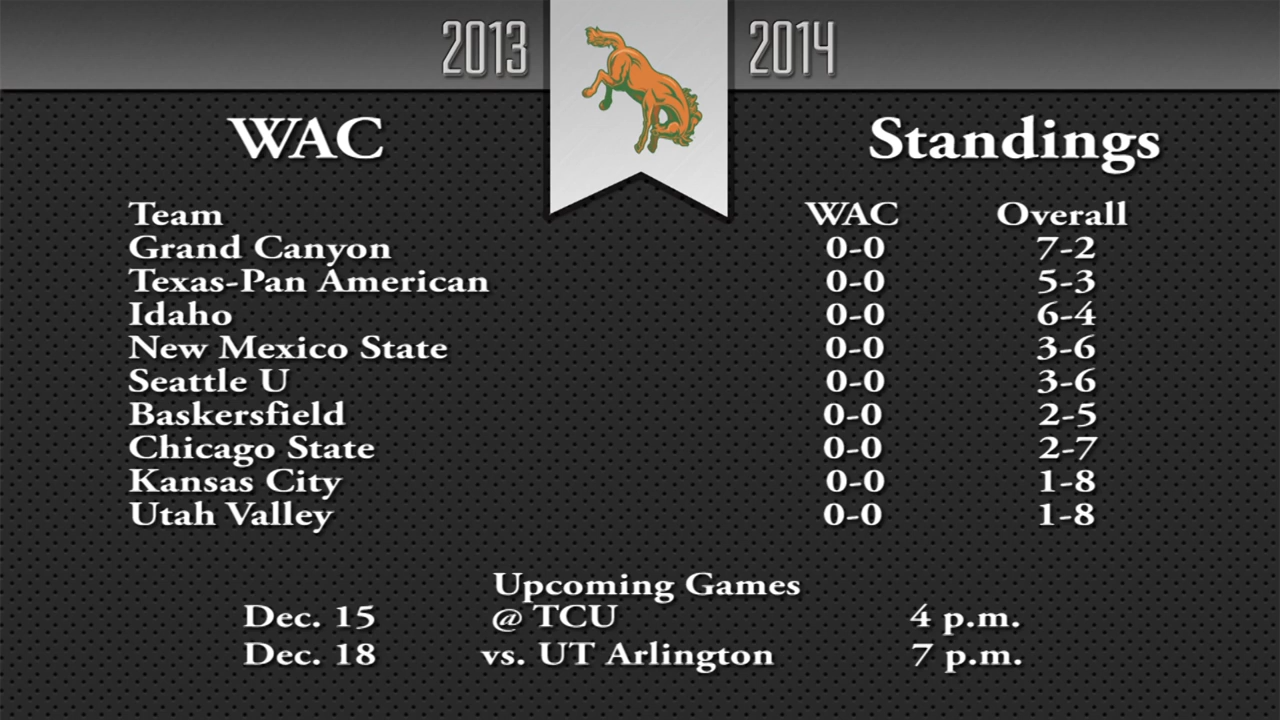 2013 2014
WAC Standings
Team WAC Overall
Grand Canyon 0-0 7-2
Texas-Pan American 0-0 5-3
Idaho 0-0 6-4
New Mexico State 0-0 3-6
Seattle U 0-0 3-6
Baskersfield 0-0 2-5
Chicago State 0-0 2-7
Kansas City 0-0 1-8
Utah Valley 0-0 1-8
Upcoming Games
Dec. 15 @ TCU 4 p.m.
Dec. 18 vs. UT Arlington 7 p.m.